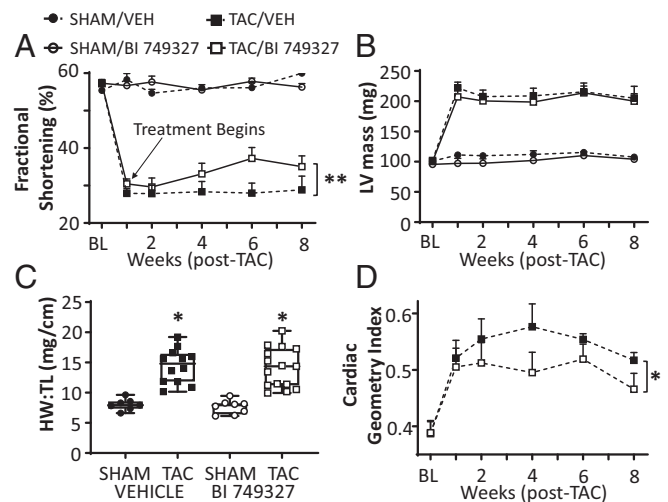 SHAM/VEH TAC/VEH
SHAM/BI 749327 TAC/BI 749327
A
60
40
20
Fractional
Shortening (%)
Treatment Begins
**
BL 2 4 6 8
Weeks (post-TAC)
B
250
200
150
100
50
0
LV mass (mg)
BL 2 4 6 8
Weeks (post-TAC)
C
25
20
15
10
5
0
HW:TL (mg/cm)
* *
SHAM TAC SHAM TAC
VEHICLE BI 749327
D
0.6
0.5
0.4
Cardiac
Geometry Index
*
BL 2 4 6 8
Weeks (post-TAC)